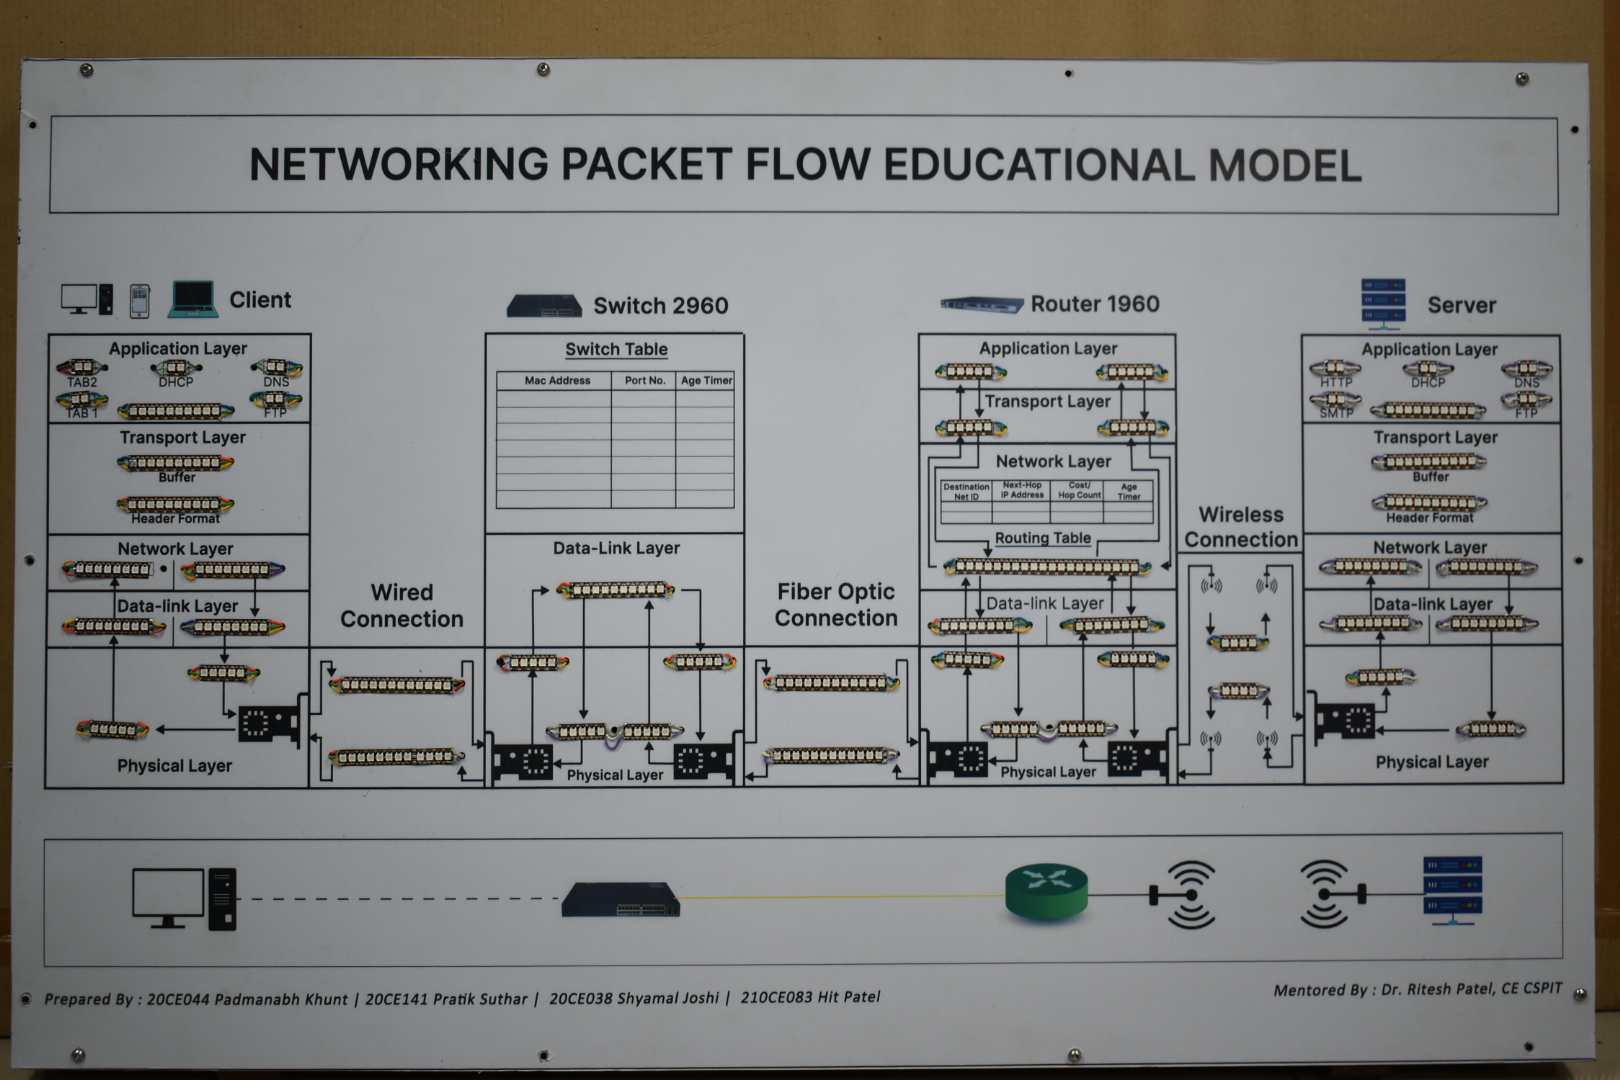 NETWORKING PACKET FLOW EDUCATIONAL MODEL
Client
Application Layer
TAB2
DHCP
DNS
TAB 1
FTP
Transport Layer
Buffer
Header Format
Network Layer
Data-link Layer
Physical Layer
Wired
Connection
Switch 2960
Switch Table
Mac Address
Port No.
Age Timer
Data-Link Layer
Physical Layer
Fiber Optic
Connection
Router 1960
Application Layer
Transport Layer
Network Layer
Destination
Net ID
Next-Hop
IP Address
Cost/
Hop Count
Age
Timer
Routing Table
Data-link Layer
Physical Layer
Wireless
Connection
Server
Application Layer
HTTP
DHCP
DNS
SMTP
FTP
Transport Layer
Buffer
Header Format
Network Layer
Data-link Layer
Physical Layer
Prepared By : 20CE044 Padmanabh Khunt | 20CE141 Pratik Suthar | 20CE038 Shyamal Joshi | 210CE083 Hit Patel
Mentored By : Dr. Ritesh Patel, CE CSPIT